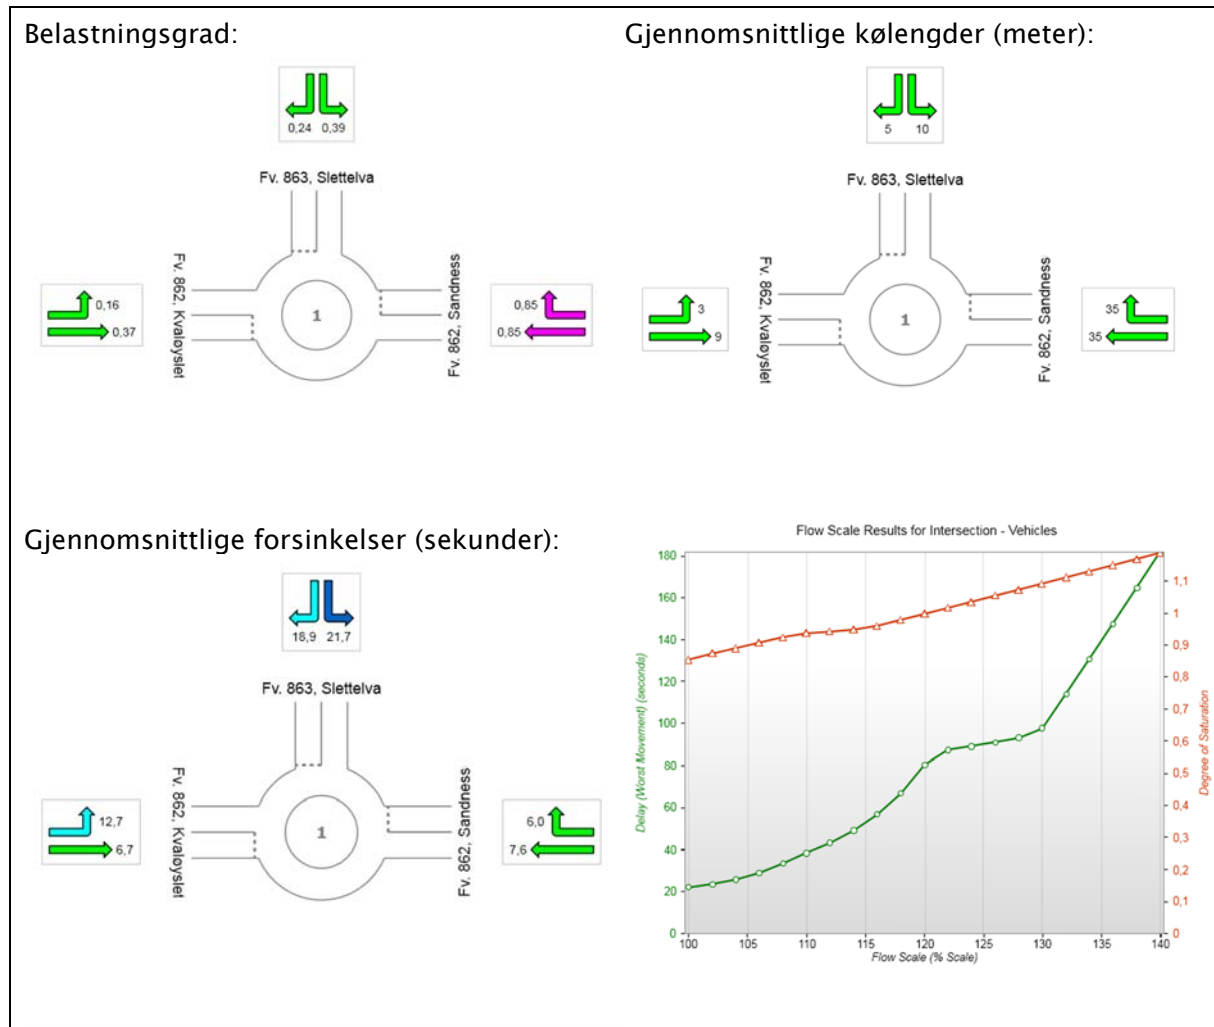 Belastningsgrad:
0,24 0,39
Fv. 863, Slettelva
Fv. 862, Kvaløyslet
0,16
0,37
1
Fv. 862, Sandness
0,85
0,85
Gjennomsnittlige kølengder (meter):
5 10
Fv. 863, Slettelva
Fv. 862, Kvaløyslet
3
9
1
Fv. 862, Sandness
35
35
Gjennomsnittlige forsinkelser (sekunder):
18,9 21,7
Fv. 863, Slettelva
Fv. 862, Kvaløyslet
12,7
6,7
1
Fv. 862, Sandness
6,0
7,6
Flow Scale Results for Intersection - Vehicles
Delay (Worst Movement) (seconds)
180
160
140
120
100
80
60
40
20
0
1,1
1
0,9
0,8
0,7
0,6
0,5
0,4
0,3
0,2
0,1
0
Degree of Saturation
100 105 110 115 120 125 130 135 140
Flow Scale (% Scale)